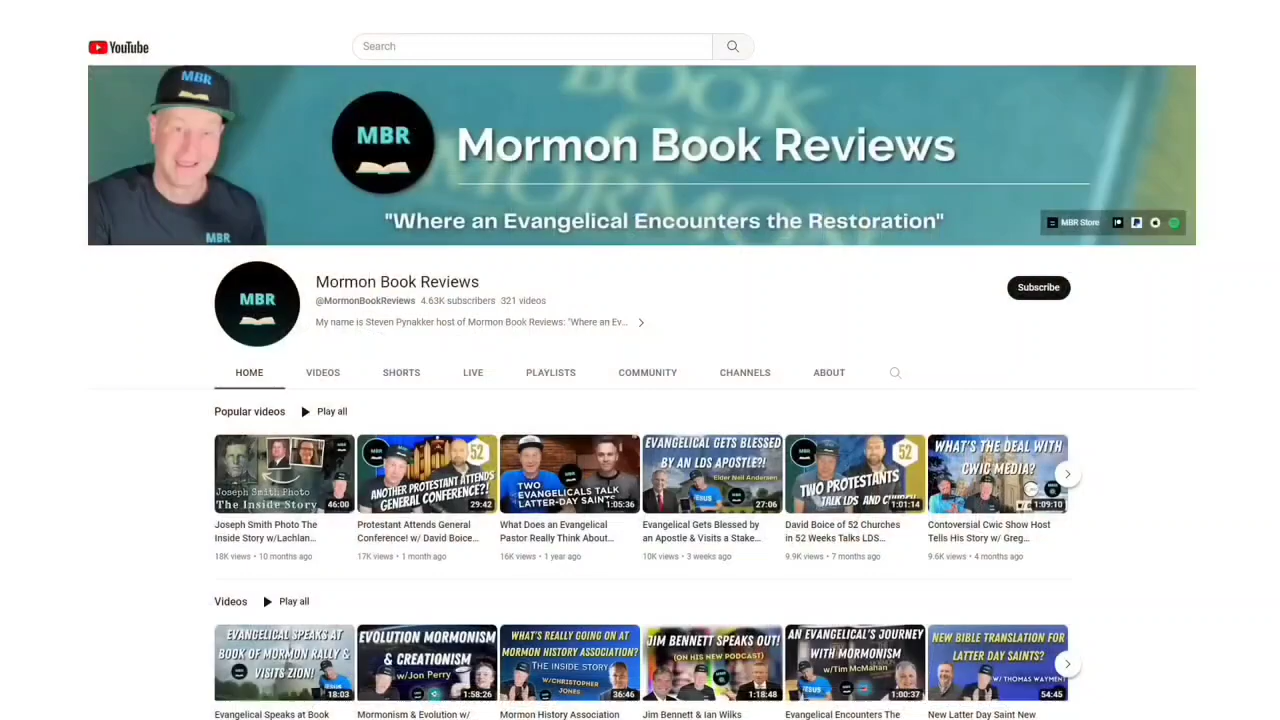 YouTube
Search
MBR
MBR
Mormon Book Reviews
BOOK
OF
MORMON
"Where an Evangelical Encounters the Restoration"
MBR Store
MBR
MBR
Mormon Book Reviews
@MormonBookReviews 4.63K subscribers 321 videos
My name is Steven Pynakker host of Mormon Book Reviews: "Where an Ev...
Subscribe
HOME VIDEOS SHORTS LIVE PLAYLISTS COMMUNITY CHANNELS ABOUT
Popular videos Play all
Joseph Smith Photo
The Inside Story
46:00
52
ANOTHER PROTESTANT ATTENDS
GENERAL CONFERENCE?!
29:42
TWO
EVANGELICALS TALK
LATTER-DAY SAINTS
1:05:36
EVANGELICAL GETS BLESSED
BY AN LDS APOSTLE?!
Elder Neil Andersen
JESUS
27:06
52
TWO PROTESTANTS
TALK LDS AND CHURCH
1:01:14
WHAT'S THE DEAL WITH
CWIC MEDIA?
1:09:10
Joseph Smith Photo The
Inside Story w/Lachlan...
18K views • 10 months ago
Protestant Attends General
Conference! w/ David Boice...
17K views • 1 month ago
What Does an Evangelical
Pastor Really Think About...
16K views • 1 year ago
Evangelical Gets Blessed by
an Apostle & Visits a Stake...
10K views • 3 weeks ago
David Boice of 52 Churches
in 52 Weeks Talks LDS...
9.9K views • 7 months ago
Contoversial Cwic Show Host
Tells His Story w/ Greg...
9.6K views • 4 months ago
Videos Play all
EVANGELICAL SPEAKS AT
BOOK OF MORMON RALLY &
VISITS ZION!
18:03
EVOLUTION MORMONISM
& CREATIONISM
w/Jon Perry
1:58:26
WHAT'S REALLY GOING ON AT
MORMON HISTORY ASSOCIATION?
THE INSIDE STORY
W/CHRISTOPHER
JONES
36:46
JIM BENNETT SPEAKS OUT!
(ON HIS NEW PODCAST)
1:18:48
AN EVANGELICAL'S JOURNEY
WITH MORMONISM
w/Tim McMahan
JESUS
1:00:37
NEW BIBLE TRANSLATION FOR
LATTER DAY SAINTS?
W/ THOMAS WAYMENT
54:45
Evangelical Speaks at Book
Mormonism & Evolution w/
Mormon History Association
Jim Bennett & Ian Wilks
Evangelical Encounters The
New Latter Day Saint New